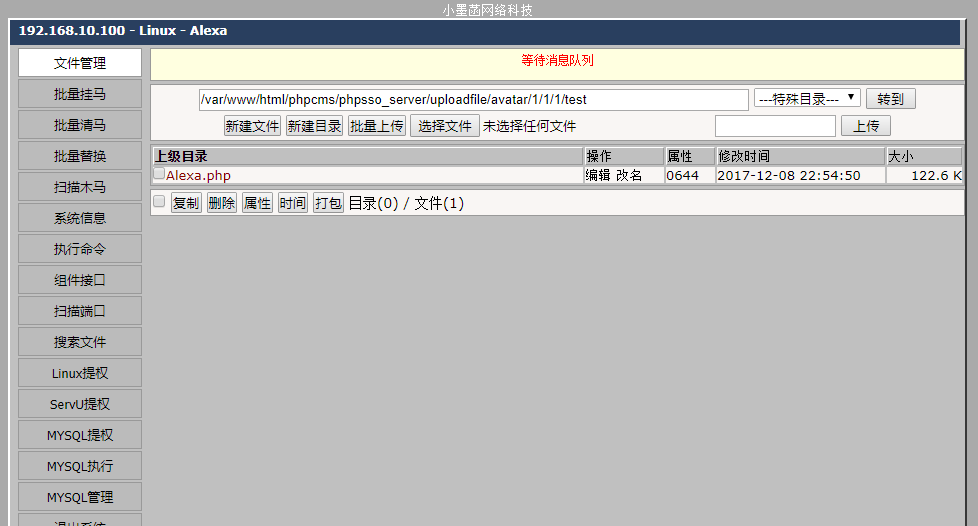 小墨菡网络科技
192.168.10.100 - Linux - Alexa
文件管理
批量挂马
批量清马
批量替换
扫描木马
系统信息
执行命令
组件接口
扫描端口
搜索文件
Linux提权
ServU提权
MYSQL提权
MYSQL执行
MYSQL管理
退出系统
等待消息队列
/var/www/html/phpcms/phpsso_server/uploadfile/avatar/1/1/1/test ---特殊目录--- 转到
新建文件 新建目录 批量上传 选择文件 未选择任何文件 上传
上级目录 操作 属性 修改时间 大小
Alexa.php 编辑 改名 0644 2017-12-08 22:54:50 122.6 K
复制 删除 属性 时间 打包 目录(0) / 文件(1)